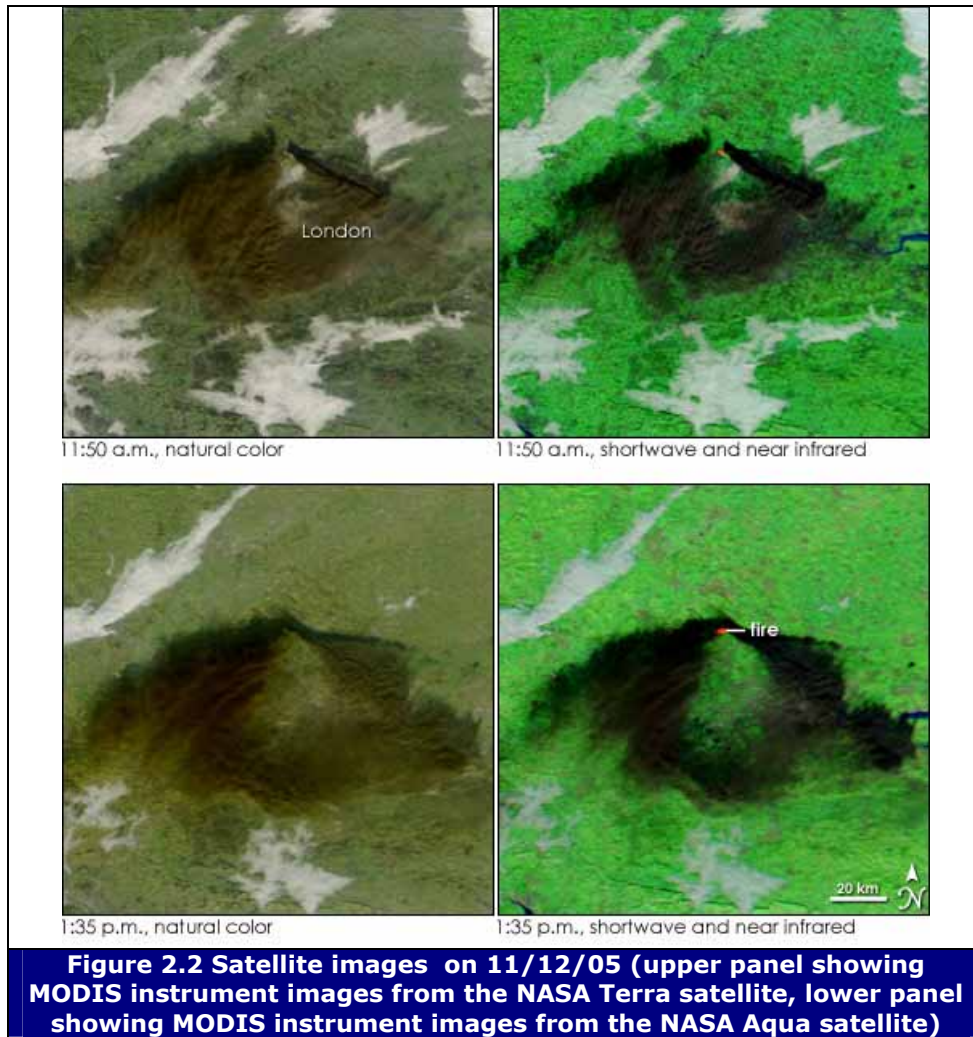 London
11:50 a.m., natural color
11:50 a.m., shortwave and near infrared
fire
20 km
N
1:35 p.m., natural color
1:35 p.m., shortwave and near infrared
Figure 2.2 Satellite images on 11/12/05 (upper panel showing
MODIS instrument images from the NASA Terra satellite, lower panel
showing MODIS instrument images from the NASA Aqua satellite)